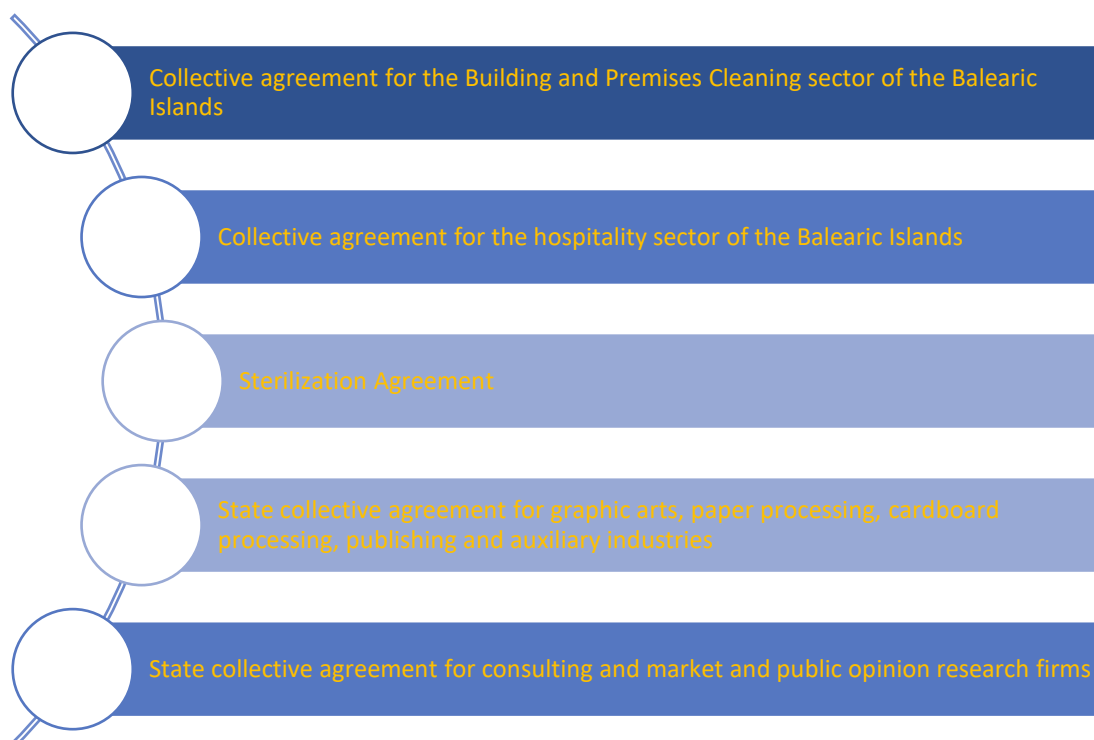 Collective agreement for the Building and Premises Cleaning sector of the Balearic
Islands
Collective agreement for the hospitality sector of the Balearic Islands
Sterilization Agreement
State collective agreement for graphic arts, paper processing, cardboard
processing, publishing and auxiliary industries
State collective agreement for consulting and market and public opinion research firms